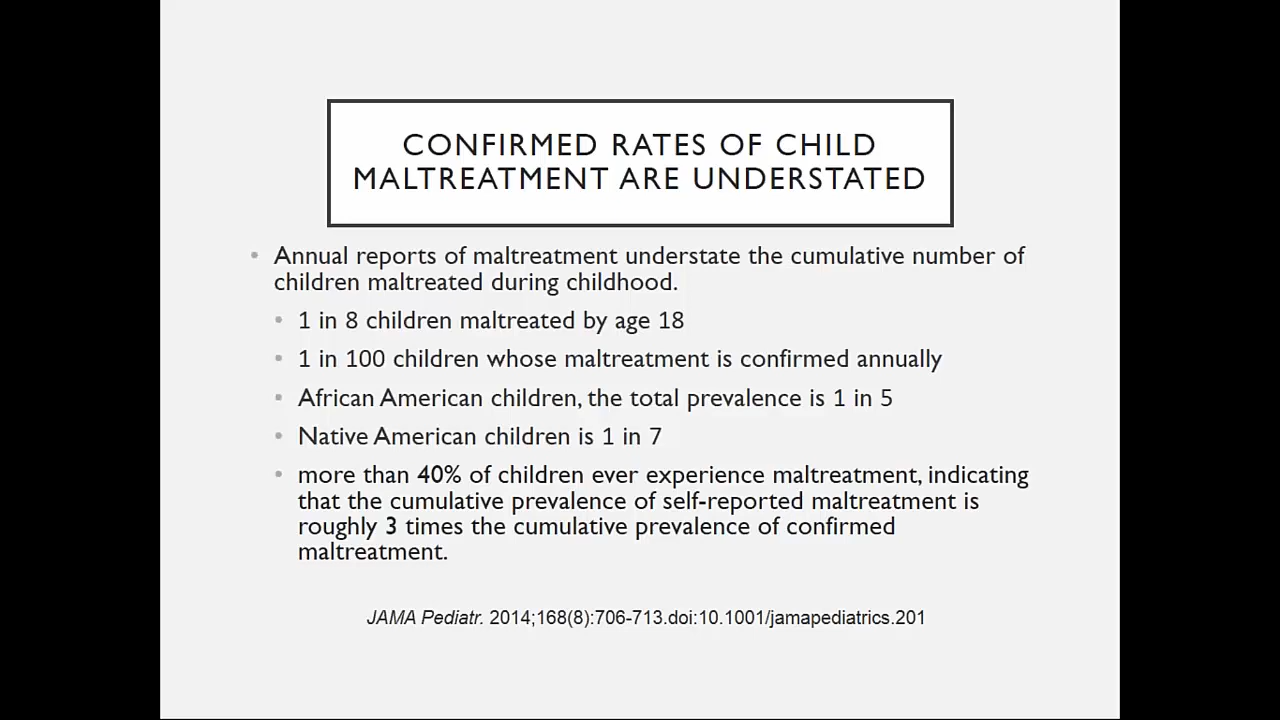 CONFIRMED RATES OF CHILD
MALTREATMENT ARE UNDERSTATED
• Annual reports of maltreatment understate the cumulative number of
children maltreated during childhood.
• 1 in 8 children maltreated by age 18
• 1 in 100 children whose maltreatment is confirmed annually
• African American children, the total prevalence is 1 in 5
• Native American children is 1 in 7
• more than 40% of children ever experience maltreatment, indicating
that the cumulative prevalence of self-reported maltreatment is
roughly 3 times the cumulative prevalence of confirmed
maltreatment.
JAMA Pediatr. 2014;168(8):706-713.doi:10.1001/jamapediatrics.201